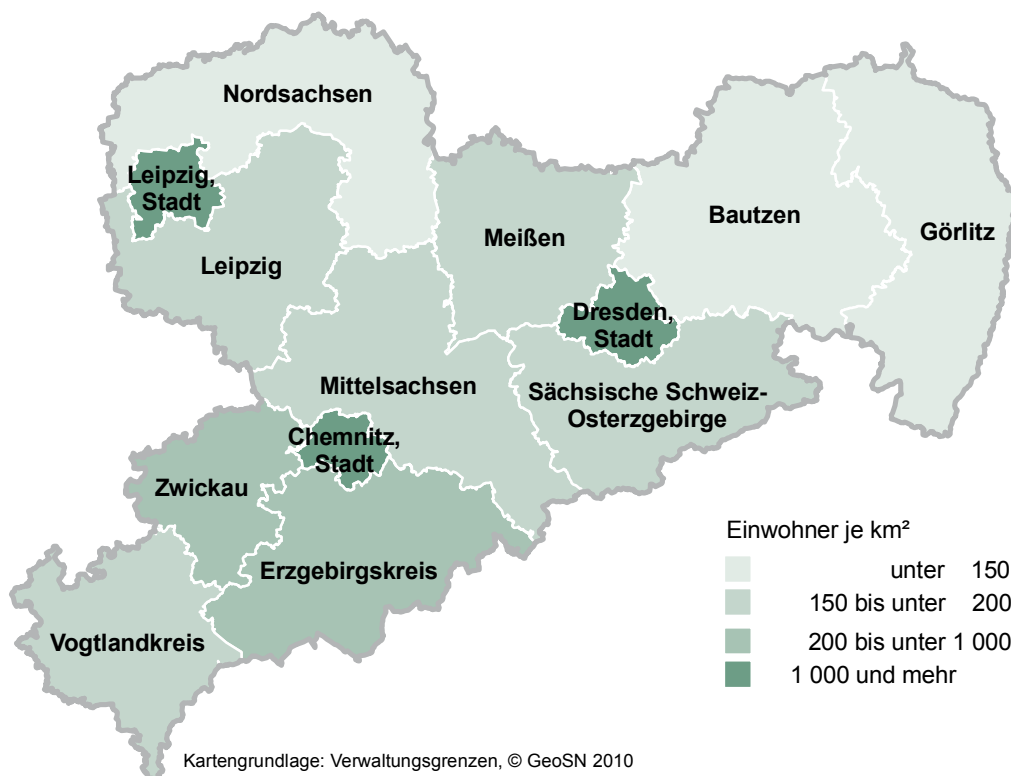 Nordsachsen
Leipzig,
Stadt
Leipzig
Meißen
Bautzen
Görlitz
Dresden,
Stadt
Mittelsachsen
Sächsische Schweiz-
Osterzgebirge
Chemnitz,
Stadt
Zwickau
Erzgebirgskreis
Vogtlandkreis
Einwohner je km²
unter 150
150 bis unter 200
200 bis unter 1 000
1 000 und mehr
Kartengrundlage: Verwaltungsgrenzen, © GeoSN 2010